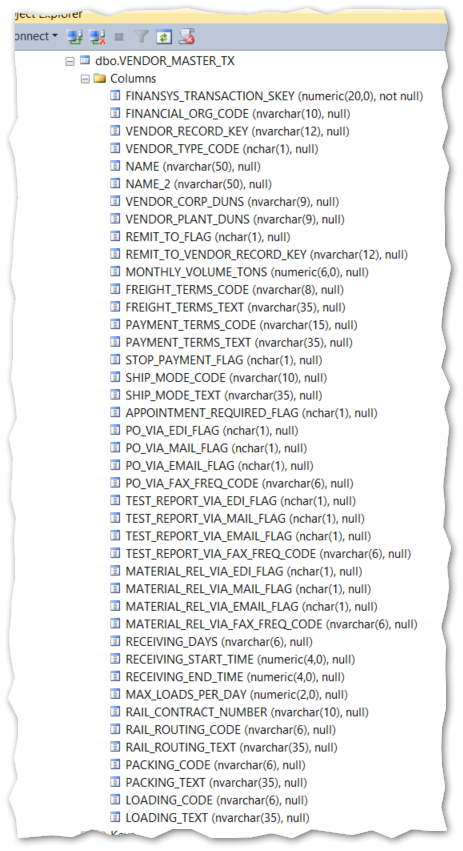 ject Explorer
onnect
dbo.VENDOR_MASTER_TX
Columns
FINANSYS_TRANSACTION_SKEY (numeric(20,0), not null)
FINANCIAL_ORG_CODE (nvarchar(10), null)
VENDOR_RECORD_KEY (nvarchar(12), null)
VENDOR_TYPE_CODE (nchar(1), null)
NAME (nvarchar(50), null)
NAME_2 (nvarchar(50), null)
VENDOR_CORP_DUNS (nvarchar(9), null)
VENDOR_PLANT_DUNS (nvarchar(9), null)
REMIT_TO_FLAG (nchar(1), null)
REMIT_TO_VENDOR_RECORD_KEY (nvarchar(12), null)
MONTHLY_VOLUME_TONS (numeric(6,0), null)
FREIGHT_TERMS_CODE (nvarchar(8), null)
FREIGHT_TERMS_TEXT (nvarchar(35), null)
PAYMENT_TERMS_CODE (nvarchar(15), null)
PAYMENT_TERMS_TEXT (nvarchar(35), null)
STOP_PAYMENT_FLAG (nchar(1), null)
SHIP_MODE_CODE (nvarchar(10), null)
SHIP_MODE_TEXT (nvarchar(35), null)
APPOINTMENT_REQUIRED_FLAG (nchar(1), null)
PO_VIA_EDI_FLAG (nchar(1), null)
PO_VIA_MAIL_FLAG (nchar(1), null)
PO_VIA_EMAIL_FLAG (nchar(1), null)
PO_VIA_FAX_FREQ_CODE (nvarchar(6), null)
TEST_REPORT_VIA_EDI_FLAG (nchar(1), null)
TEST_REPORT_VIA_MAIL_FLAG (nchar(1), null)
TEST_REPORT_VIA_EMAIL_FLAG (nchar(1), null)
TEST_REPORT_VIA_FAX_FREQ_CODE (nvarchar(6), null)
MATERIAL_REL_VIA_EDI_FLAG (nchar(1), null)
MATERIAL_REL_VIA_MAIL_FLAG (nchar(1), null)
MATERIAL_REL_VIA_EMAIL_FLAG (nchar(1), null)
MATERIAL_REL_VIA_FAX_FREQ_CODE (nvarchar(6), null)
RECEIVING_DAYS (nvarchar(6), null)
RECEIVING_START_TIME (numeric(4,0), null)
RECEIVING_END_TIME (numeric(4,0), null)
MAX_LOADS_PER_DAY (numeric(2,0), null)
RAIL_CONTRACT_NUMBER (nvarchar(10), null)
RAIL_ROUTING_CODE (nvarchar(6), null)
RAIL_ROUTING_TEXT (nvarchar(35), null)
PACKING_CODE (nvarchar(6), null)
PACKING_TEXT (nvarchar(35), null)
LOADING_CODE (nvarchar(6), null)
LOADING_TEXT (nvarchar(35), null)